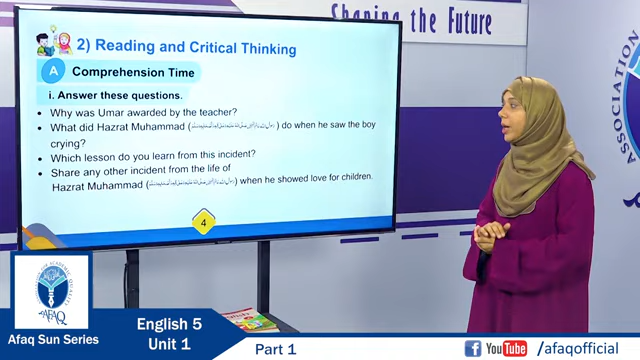 Shaping the Future
2) Reading and Critical Thinking
A Comprehension Time
i. Answer these questions.
• Why was Umar awarded by the teacher?
• What did Hazrat Muhammad ( ) do when he saw the boy
crying?
• Which lesson do you learn from this incident?
• Share any other incident from the life of
Hazrat Muhammad ( ) when he showed love for children.
4
ASSOCIATION
AFAQ
Afaq Sun Series
English 5
Unit 1
Part 1
f YouTube /afaqofficial